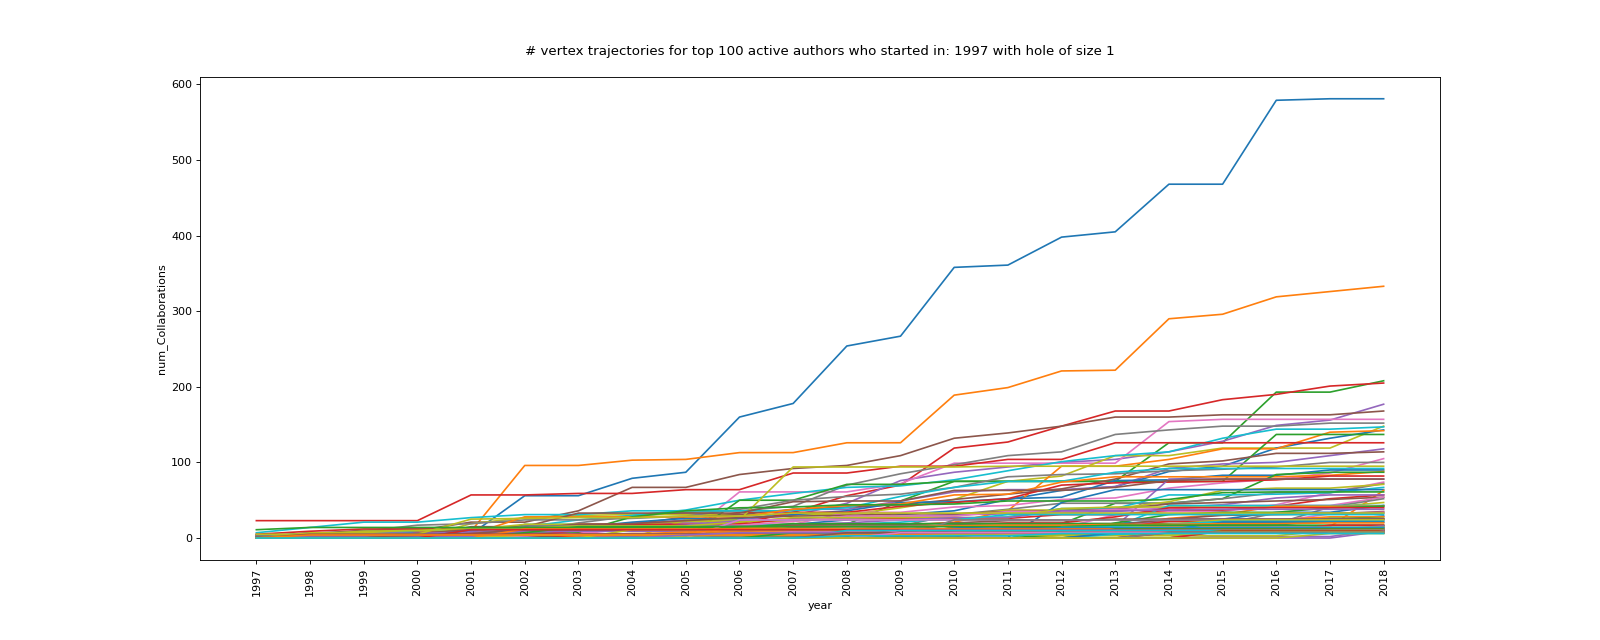 # vertex trajectories for top 100 active authors who started in: 1997 with hole of size 1
600
500
400
300
200
100
0
num_Collaborations
1997 1998 1999 2000 2001 2002 2003 2004 2005 2006 2007 2008 2009 2010 2011 2012 2013 2014 2015 2016 2017 2018
year